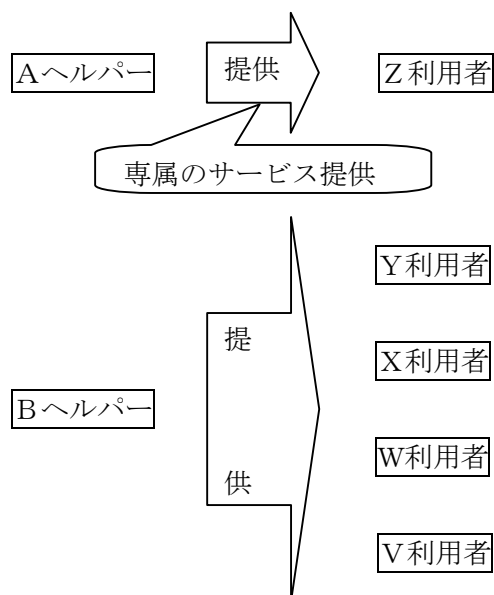 Aヘルパー
提供
Z利用者
専属のサービス提供
Y利用者
提
X利用者
Bヘルパー
W利用者
供
V利用者